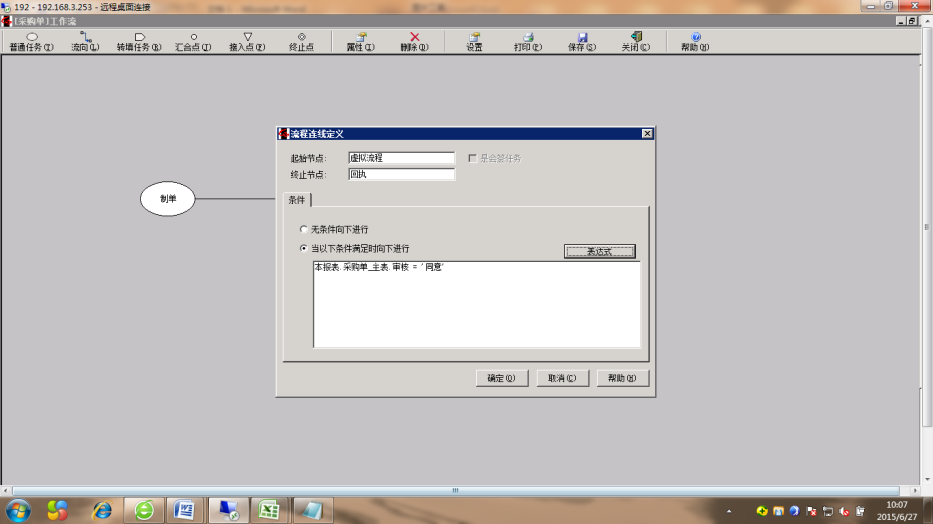 192 - 192.168.3.253 - 远程桌面连接
[采购单]工作流
普通任务(T) 流向(L) 转填任务(R) 汇合点(J) 接入点(P) 终止点 属性(I) 删除(D) 设置 打印(P) 保存(S) 关闭(C) 帮助(H)
流程连线定义
起始节点: 虚拟流程 是会签任务
终止节点: 回执
制单
条件
无条件向下进行
当以下条件满足时向下进行
表达式
本报表.采购单_主表.审核 = '同意'
确定(O) 取消(C) 帮助(H)
10:07
2015/6/27